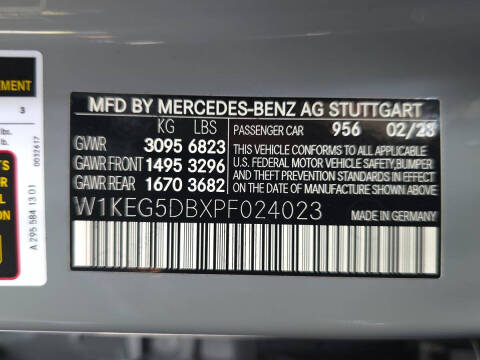 MFD BY MERCEDES-BENZ AG STUTTGART
KG LBS
PASSENGER CAR 956 02/23
GVWR 3095 6823
GAWR FRONT 1495 3296
GAWR REAR 1670 3682
THIS VEHICLE CONFORMS TO ALL APPLICABLE
U.S. FEDERAL MOTOR VEHICLE SAFETY, BUMPER
AND THEFT PREVENTION STANDARDS IN EFFECT
ON THE DATE OF MANUFACTURE SHOWN ABOVE.
W1KEG5DBXPF024023
MADE IN GERMANY
EMENT
3
lbs.
lbs.
0032617
A 295 584 13 01